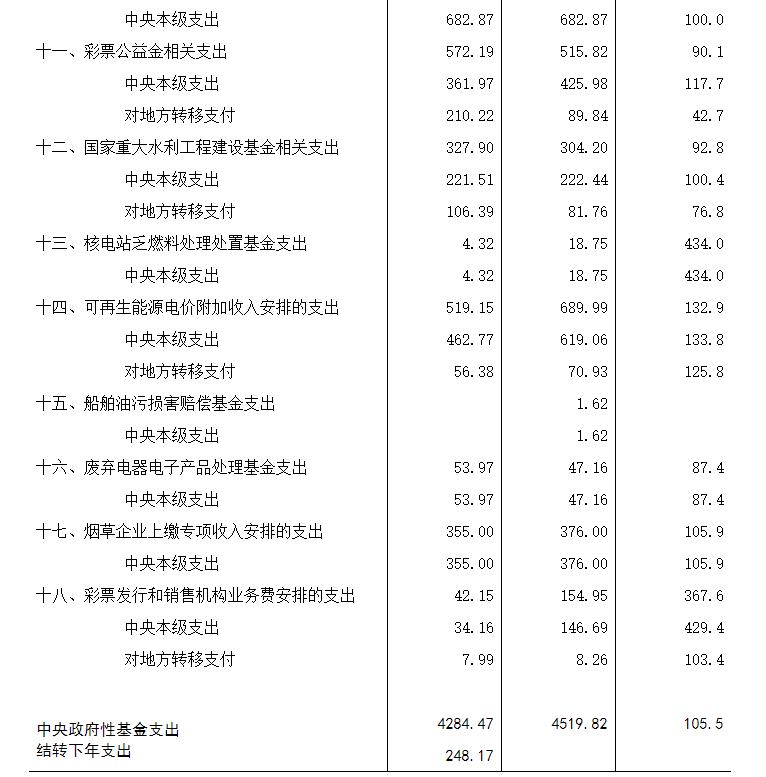 中央本级支出 682.87 682.87 100.0
十一、彩票公益金相关支出 572.19 515.82 90.1
中央本级支出 361.97 425.98 117.7
对地方转移支付 210.22 89.84 42.7
十二、国家重大水利工程建设基金相关支出 327.90 304.20 92.8
中央本级支出 221.51 222.44 100.4
对地方转移支付 106.39 81.76 76.8
十三、核电站乏燃料处理处置基金支出 4.32 18.75 434.0
中央本级支出 4.32 18.75 434.0
十四、可再生能源电价附加收入安排的支出 519.15 689.99 132.9
中央本级支出 462.77 619.06 133.8
对地方转移支付 56.38 70.93 125.8
十五、船舶油污损害赔偿基金支出 1.62
中央本级支出 1.62
十六、废弃电器电子产品处理基金支出 53.97 47.16 87.4
中央本级支出 53.97 47.16 87.4
十七、烟草企业上缴专项收入安排的支出 355.00 376.00 105.9
中央本级支出 355.00 376.00 105.9
十八、彩票发行和销售机构业务费安排的支出 42.15 154.95 367.6
中央本级支出 34.16 146.69 429.4
对地方转移支付 7.99 8.26 103.4
中央政府性基金支出 4284.47 4519.82 105.5
结转下年支出 248.17